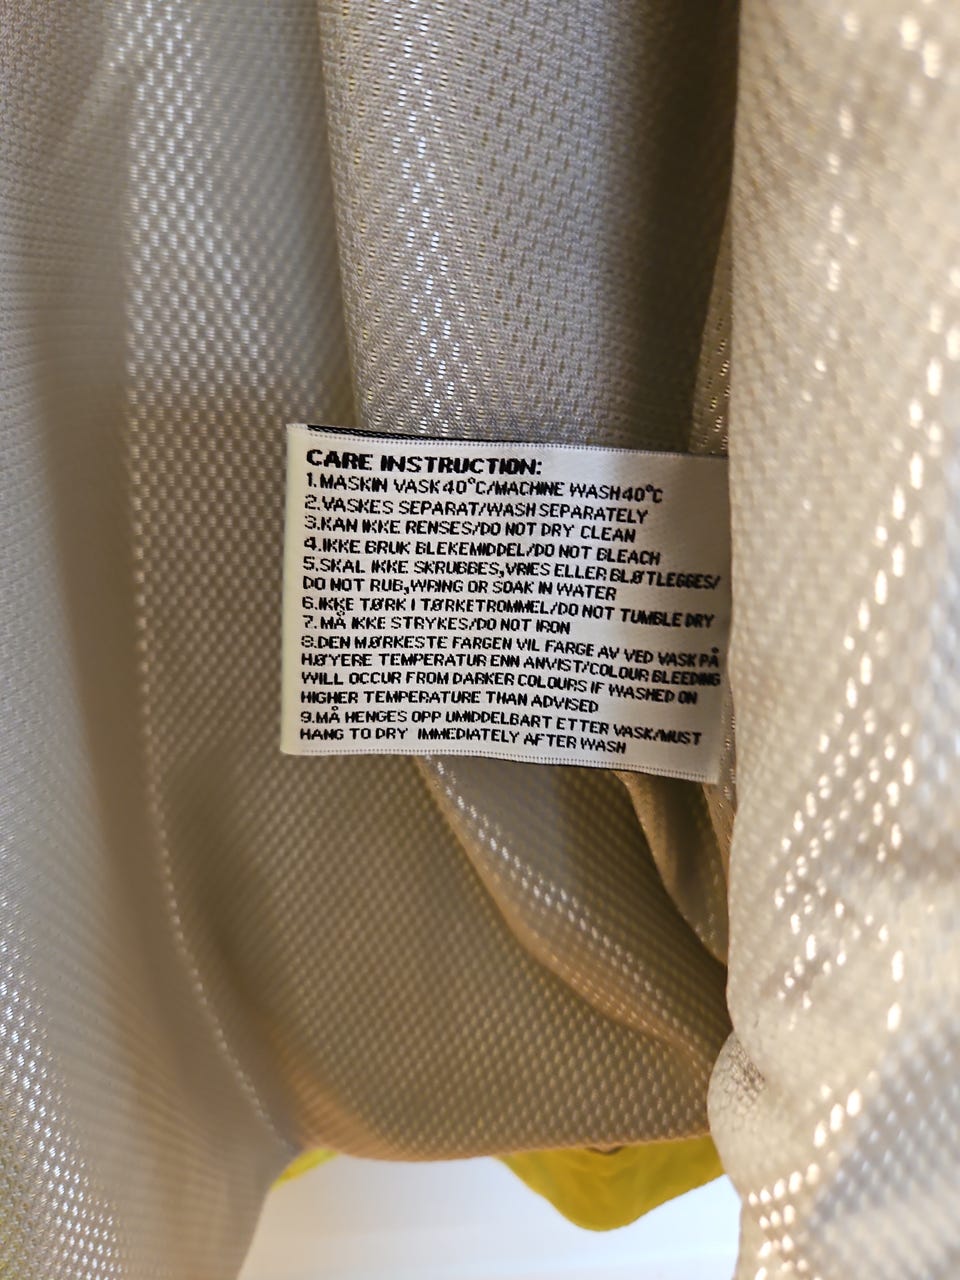 CARE INSTRUCTION:
1.MASKIN VASK 40°C/MACHINE WASH 40°C
2.VASKES SEPARAT/WASH SEPARATELY
3.KAN IKKE RENSES/DO NOT DRY CLEAN
4.IKKE BRUK BLEKEMIDDEL/DO NOT BLEACH
5.SKAL IKKE SKRUBBES,VRIES ELLER BLØTLEGGES/
DO NOT RUB,WRING OR SOAK IN WATER
6.IKKE TØRK I TØRKETROMMEL/DO NOT TUMBLE DRY
7.MÅ IKKE STRYKES/DO NOT IRON
8.DEN MØRKESTE FARGEN VIL FARGE AV VED VASK PÅ
HØYERE TEMPERATUR ENN ANVIST/COLOUR BLEEDING
WILL OCCUR FROM DARKER COLOURS IF WASHED ON
HIGHER TEMPERATURE THAN ADVISED
9.MÅ HENGES OPP UMIDDELBART ETTER VASK/MUST
HANG TO DRY IMMEDIATELY AFTER WASH